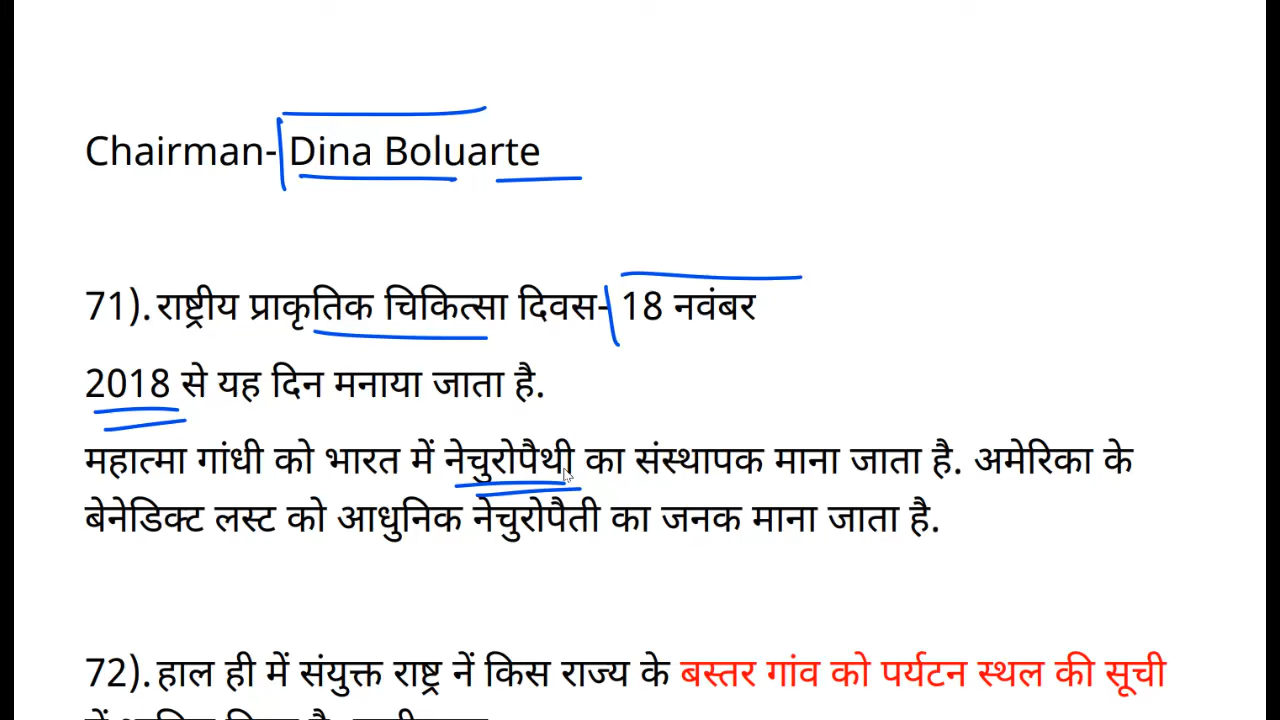 Chairman- Dina Boluarte
71). राष्ट्रीय प्राकृतिक चिकित्सा दिवस- 18 नवंबर
2018 से यह दिन मनाया जाता है.
महात्मा गांधी को भारत में नेचुरोपैथी का संस्थापक माना जाता है. अमेरिका के
बेनेडिक्ट लस्ट को आधुनिक नेचुरोपैती का जनक माना जाता है.
72). हाल ही में संयुक्त राष्ट्र नें किस राज्य के बस्तर गांव को पर्यटन स्थल की सूची